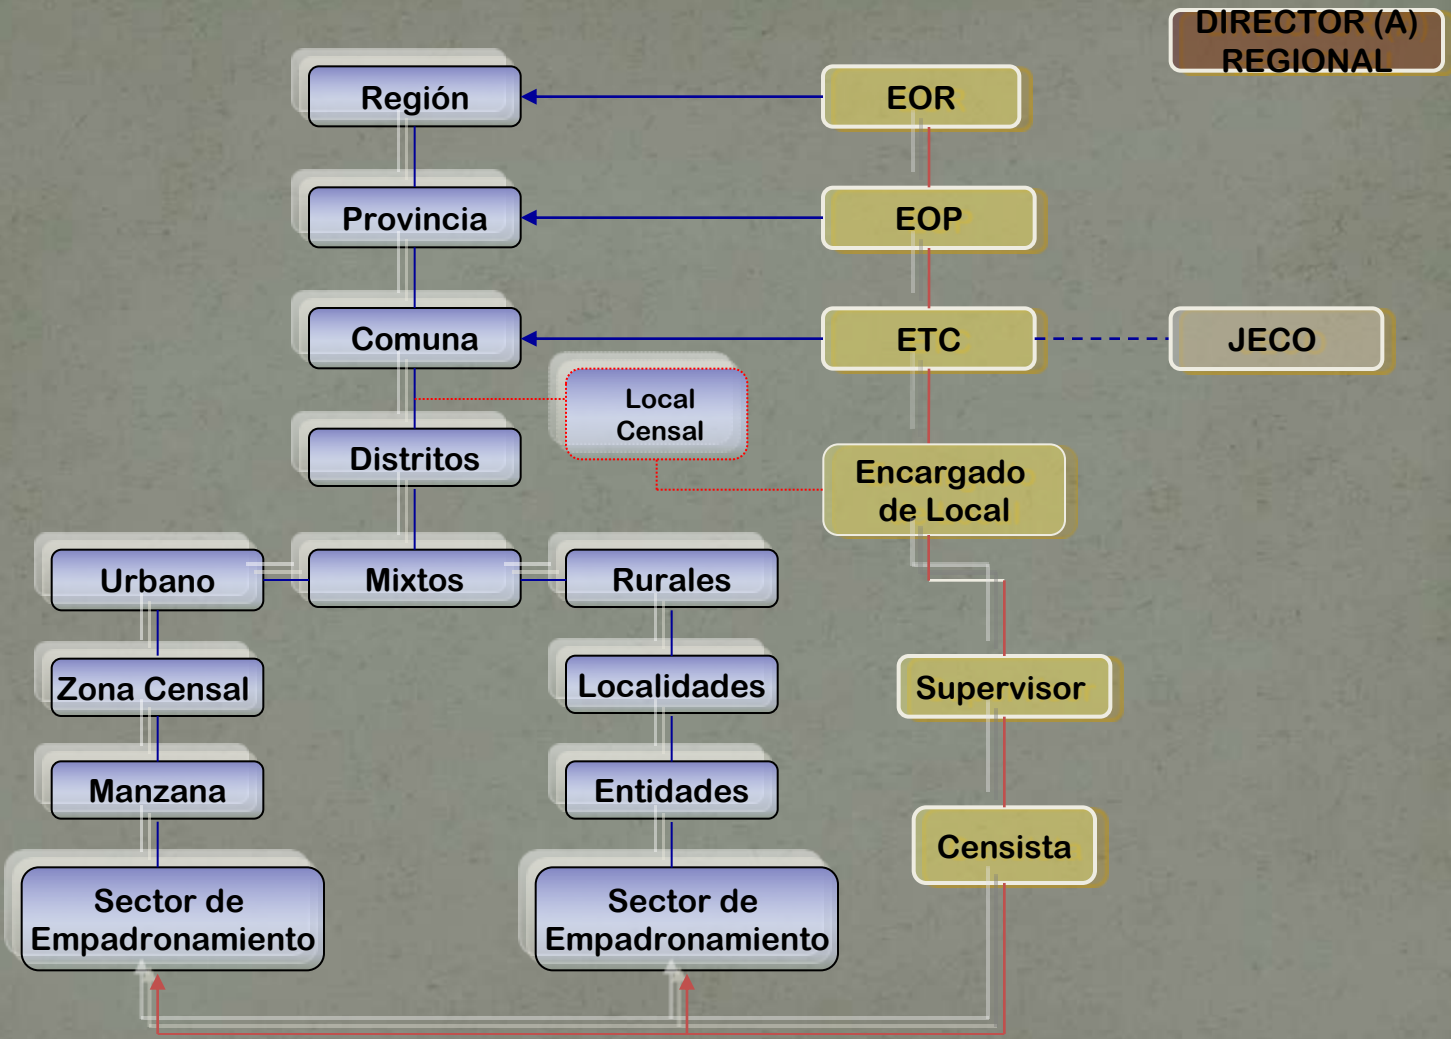 DIRECTOR (A)
REGIONAL
Región
EOR
Provincia
EOP
Comuna
ETC
JECO
Local
Censal
Distritos
Encargado
de Local
Urbano
Mixtos
Rurales
Zona Censal
Localidades
Supervisor
Manzana
Entidades
Censista
Sector de
Empadronamiento
Sector de
Empadronamiento